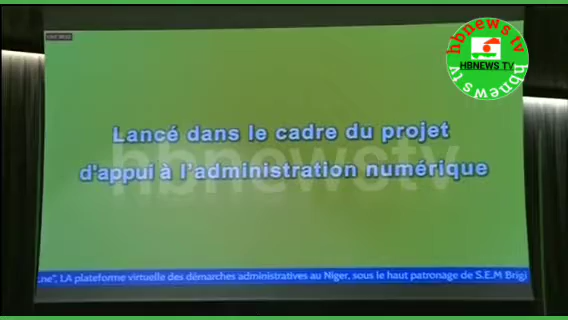 hbnews tv
HBNEWS TV
hbnews tv
Lancé dans le cadre du projet
d'appui à l'administration numérique
hbnewstv
ne", LA plateforme virtuelle des démarches administratives au Niger, sous le haut patronage de S.E.M Brigi